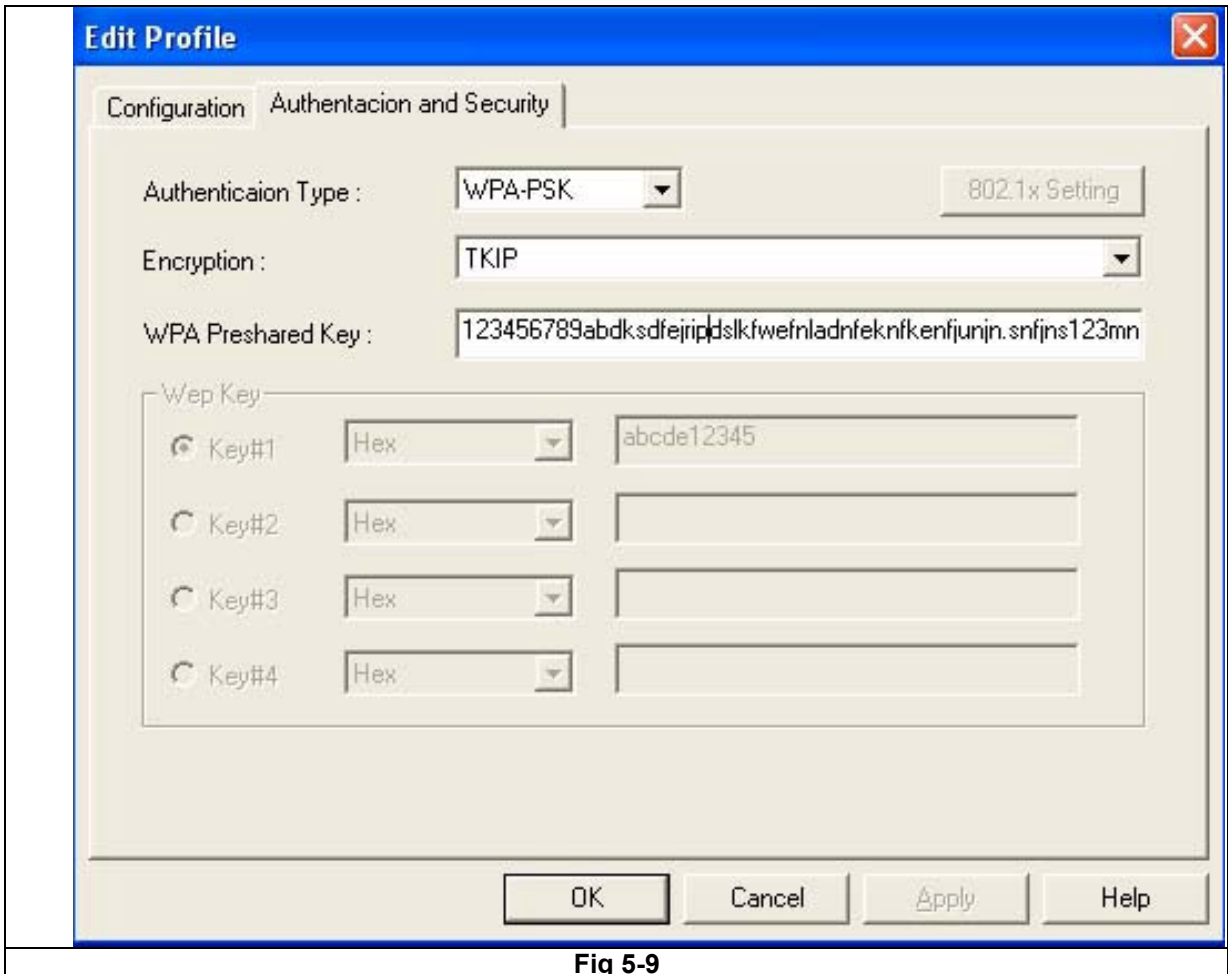 Edit Profile
Configuration Authentacion and Security
Authenticaion Type : WPA-PSK 802.1x Setting
Encryption : TKIP
WPA Preshared Key : 123456789abdksdfejripdslkfwefnladnfeknfkenfjunjn.snfjns123mn
Wep Key
Key#1 Hex abcde12345
Key#2 Hex
Key#3 Hex
Key#4 Hex
OK Cancel Apply Help
Fig 5-9